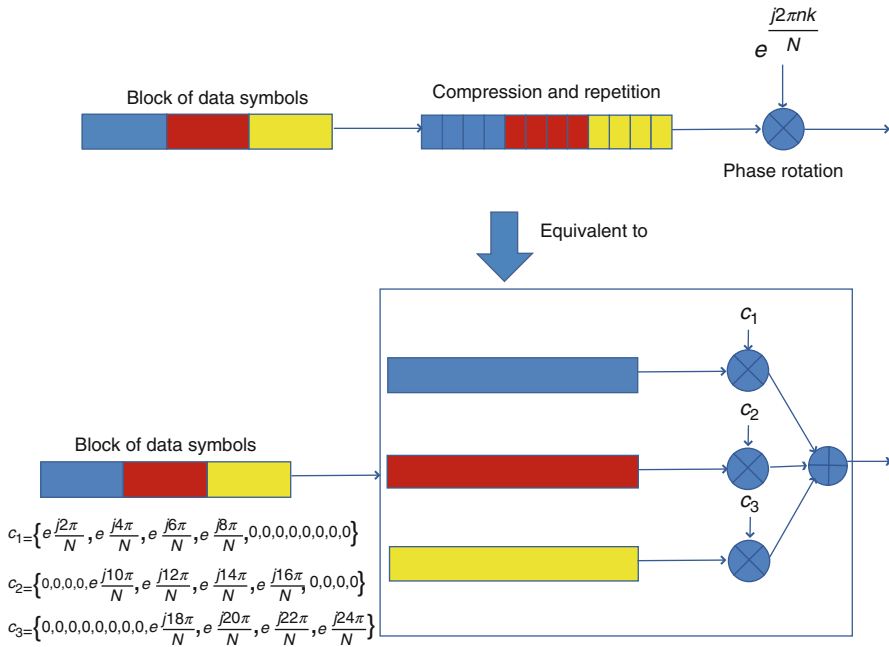 e^{j2πnk/N}
Block of data symbols
Compression and repetition
Phase rotation
Equivalent to
c₁
c₂
c₃
Block of data symbols
c₁₌{e j2π/N, e j4π/N, e j6π/N, e j8π/N, 0,0,0,0,0,0,0,0}
c₂₌{0,0,0,0,e j10π/N, e j12π/N, e j14π/N, e j16π/N, 0,0,0,0}
c₃₌{0,0,0,0,0,0,0,0,0,e j18π/N, e j20π/N, e j22π/N, e j24π/N}